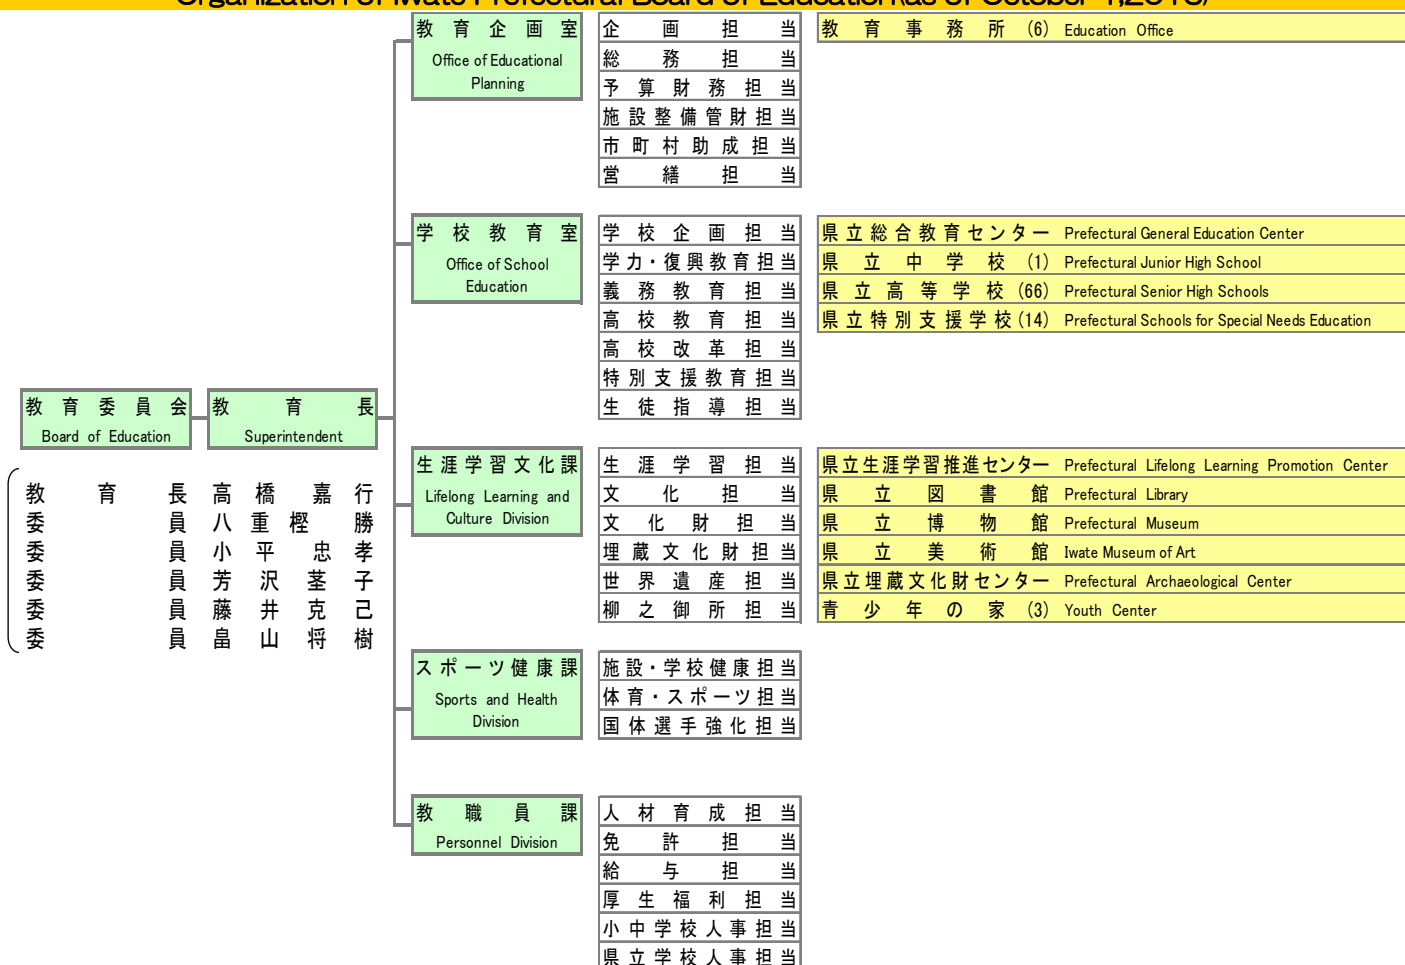 Organization of Iwate Prefectural Board of Education(as of October 1,2015)
教育企画室
Office of Educational
Planning
企画担当
総務担当
予算財務担当
施設整備管財担当
市町村助成担当
営繕担当
教育事務所(6) Education Office
学校教育室
Office of School
Education
学校企画担当
学力・復興教育担当
義務教育担当
高校教育担当
高校改革担当
特別支援教育担当
生徒指導担当
県立総合教育センター Prefectural General Education Center
県立中学校(1) Prefectural Junior High School
県立高等学校(66) Prefectural Senior High Schools
県立特別支援学校(14) Prefectural Schools for Special Needs Education
教育委員会
Board of Education
教育長
Superintendent
教育長 高橋嘉行
委員 八重樫勝
委員 小平忠孝
委員 芳沢茎子
委員 藤井克己
委員 畠山将樹
生涯学習文化課
Lifelong Learning and
Culture Division
生涯学習担当
文化担当
文化財担当
埋蔵文化財担当
世界遺産担当
柳之御所担当
県立生涯学習推進センター Prefectural Lifelong Learning Promotion Center
県立図書館 Prefectural Library
県立博物館 Prefectural Museum
県立美術館 Iwate Museum of Art
県立埋蔵文化財センター Prefectural Archaeological Center
青少年の家(3) Youth Center
スポーツ健康課
Sports and Health
Division
施設・学校健康担当
体育・スポーツ担当
国体選手強化担当
教職員課
Personnel Division
人材育成担当
免許担当
給与担当
厚生福利担当
小中学校人事担当
県立学校人事担当